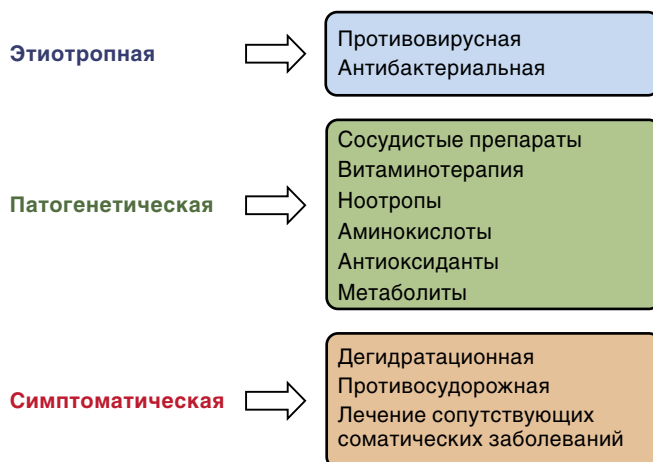 Этиотропная
Противовирусная
Антибактериальная
Патогенетическая
Сосудистые препараты
Витаминотерапия
Ноотропы
Аминокислоты
Антиоксиданты
Метаболиты
Симптоматическая
Дегидратационная
Противосудорожная
Лечение сопутствующих
соматических заболеваний